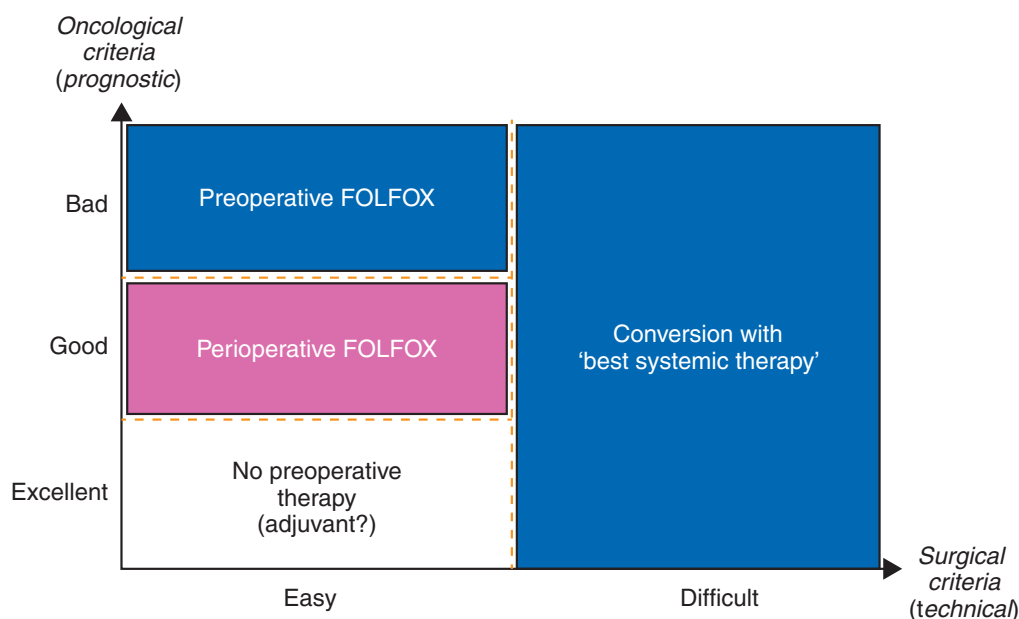 Oncological
criteria
(prognostic)
Bad
Preoperative FOLFOX
Good
Perioperative FOLFOX
Conversion with
‘best systemic therapy’
Excellent
No preoperative
therapy
(adjuvant?)
Easy
Difficult
Surgical
criteria
(technical)